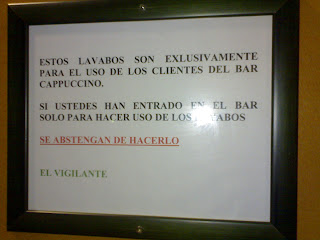 ESTOS LAVABOS SON EXLUSIVAMENTE
PARA EL USO DE LOS CLIENTES DEL BAR
CAPPUCCINO.
SI USTEDES HAN ENTRADO EN EL BAR
SOLO PARA HACER USO DE LOS LAVABOS
SE ABSTENGAN DE HACERLO
EL VIGILANTE